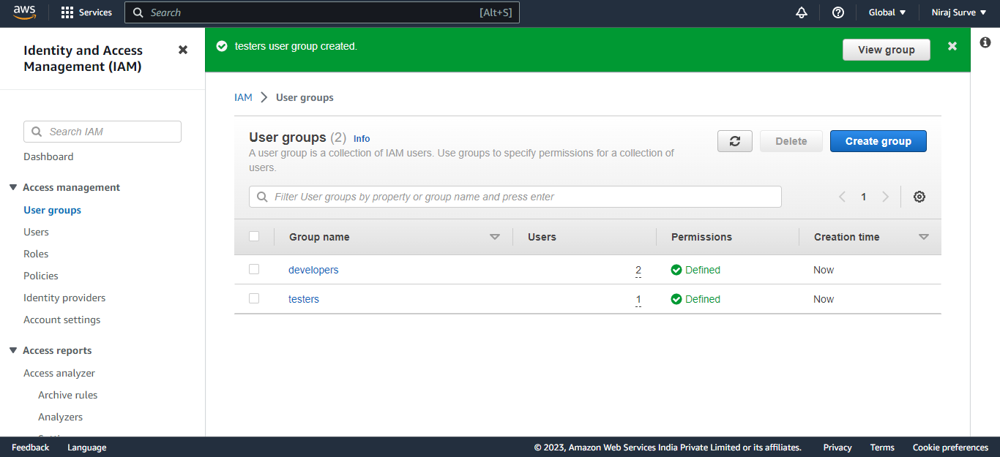 aws
Services
Search
[Alt+S]
Global
Niraj Surve
Identity and Access
Management (IAM)
Search IAM
Dashboard
Access management
User groups
Users
Roles
Policies
Identity providers
Account settings
Access reports
Access analyzer
Archive rules
Analyzers
testers user group created.
View group
IAM
User groups
User groups (2) Info
A user group is a collection of IAM users. Use groups to specify permissions for a collection of
users.
Delete
Create group
Filter User groups by property or group name and press enter
1
Group name Users Permissions Creation time
developers 2 Defined Now
testers 1 Defined Now
Feedback Language
© 2023, Amazon Web Services India Private Limited or its affiliates. Privacy Terms Cookie preferences